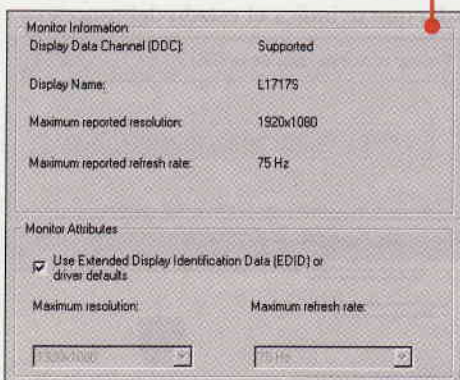 Monitor Information
Display Data Channel (DDC): Supported
Display Name: L1717S
Maximum reported resolution: 1920x1080
Maximum reported refresh rate: 75 Hz
Monitor Attributes
Use Extended Display Identification Data (EDID) or
driver defaults
Maximum resolution: Maximum refresh rate:
1920x1080 75 Hz